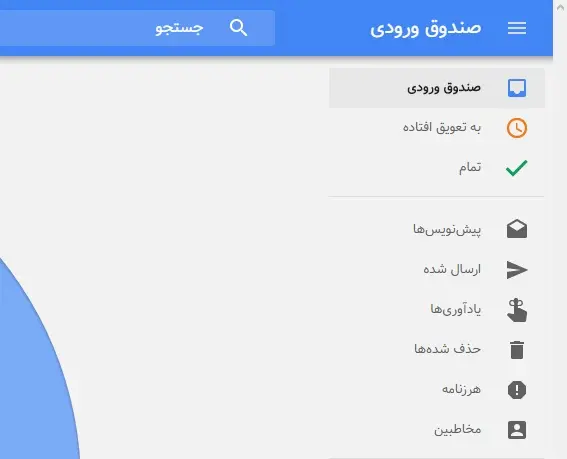 صندوق ورودی
جستجو
صندوق ورودی
به تعویق افتاده
تمام
پیش‌نویس‌ها
ارسال شده
یادآوری‌ها
حذف شده‌ها
هرزنامه
مخاطبین